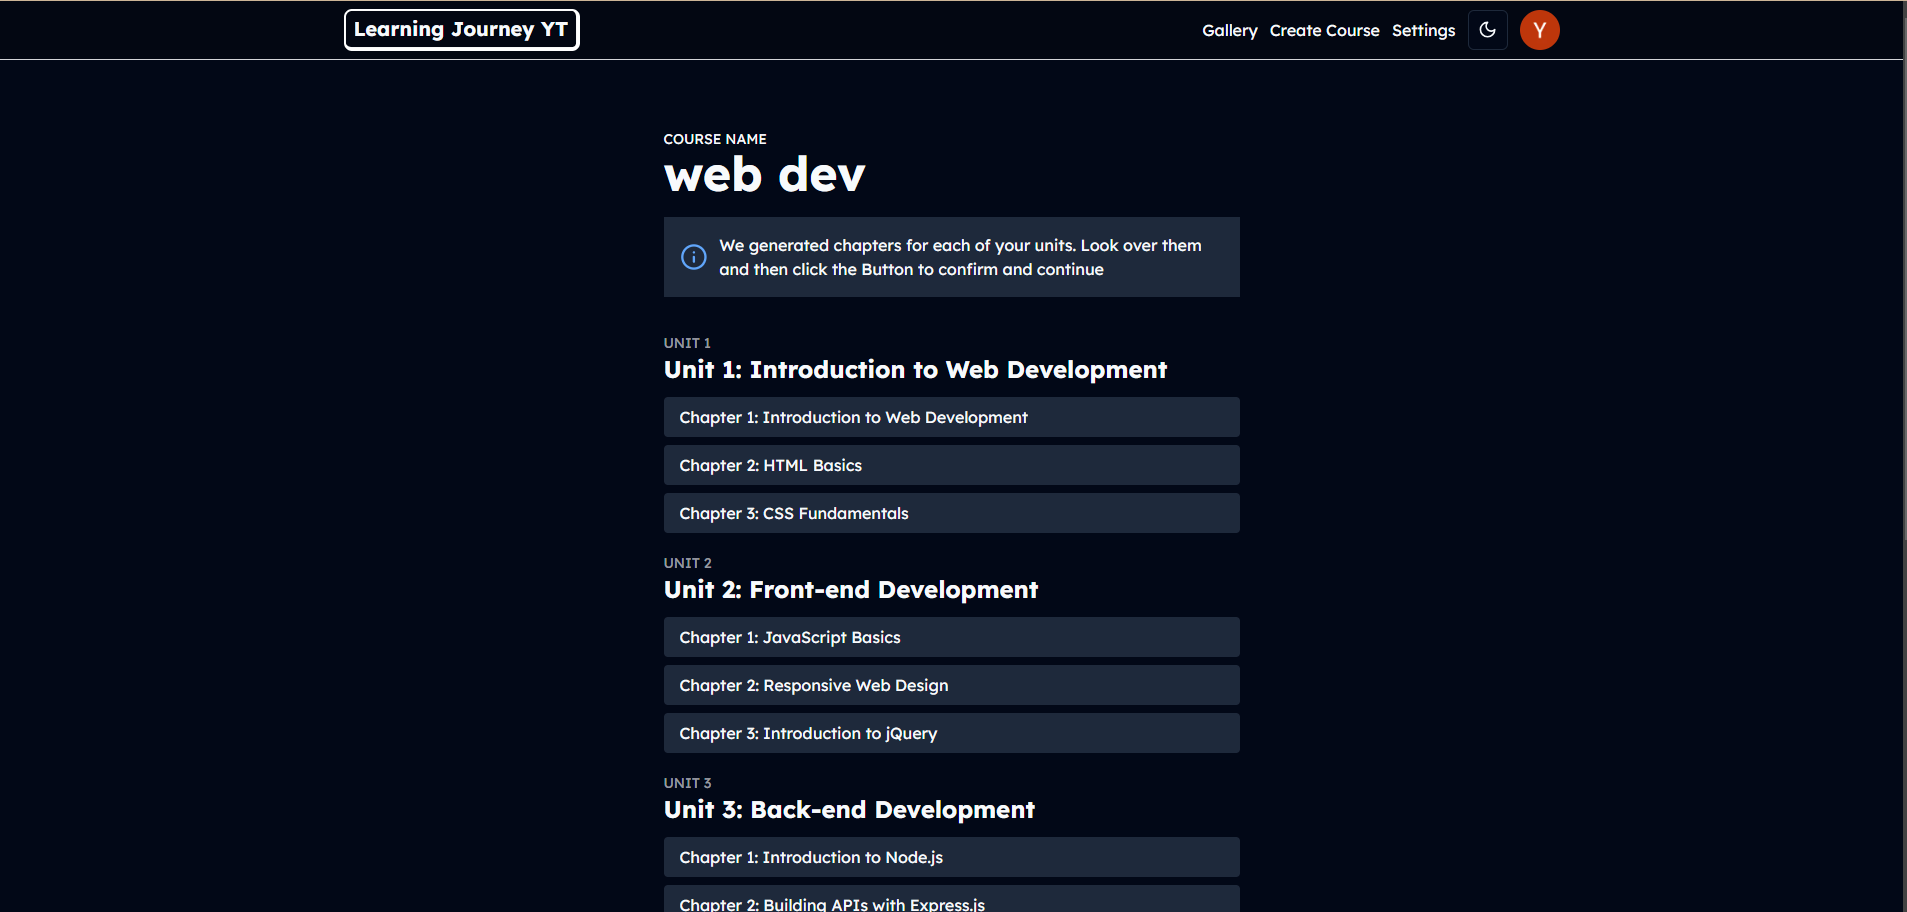 Learning Journey YT
Gallery Create Course Settings
Y
COURSE NAME
web dev
We generated chapters for each of your units. Look over them
and then click the Button to confirm and continue
UNIT 1
Unit 1: Introduction to Web Development
Chapter 1: Introduction to Web Development
Chapter 2: HTML Basics
Chapter 3: CSS Fundamentals
UNIT 2
Unit 2: Front-end Development
Chapter 1: JavaScript Basics
Chapter 2: Responsive Web Design
Chapter 3: Introduction to jQuery
UNIT 3
Unit 3: Back-end Development
Chapter 1: Introduction to Node.js
Chapter 2: Building APIs with Express.js